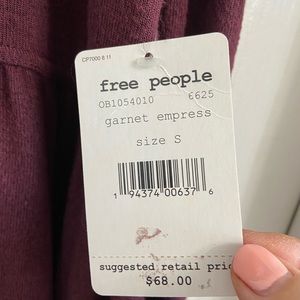 CP7000 8 11
free people
OB1054010 €625
garnet empress
size S
1 94374 00637 6
suggested retail pric
$68.00